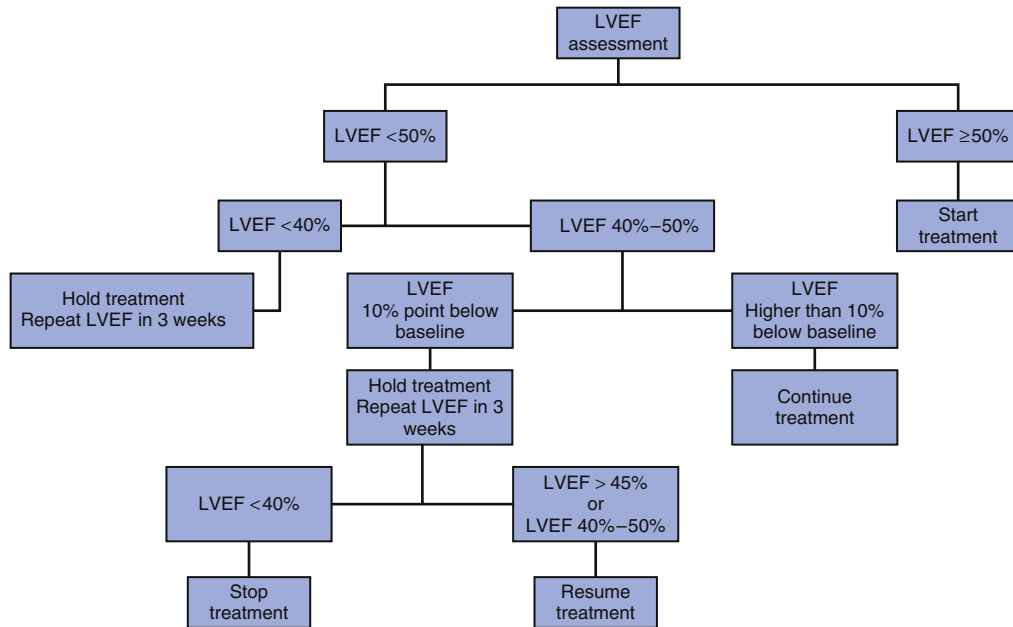 LVEF
assessment
LVEF <50%
LVEF ≥50%
LVEF <40%
LVEF 40%–50%
Start
treatment
Hold treatment
Repeat LVEF in 3 weeks
LVEF
10% point below
baseline
LVEF
Higher than 10%
below baseline
Hold treatment
Repeat LVEF in 3
weeks
Continue
treatment
LVEF <40%
LVEF > 45%
or
LVEF 40%–50%
Stop
treatment
Resume
treatment